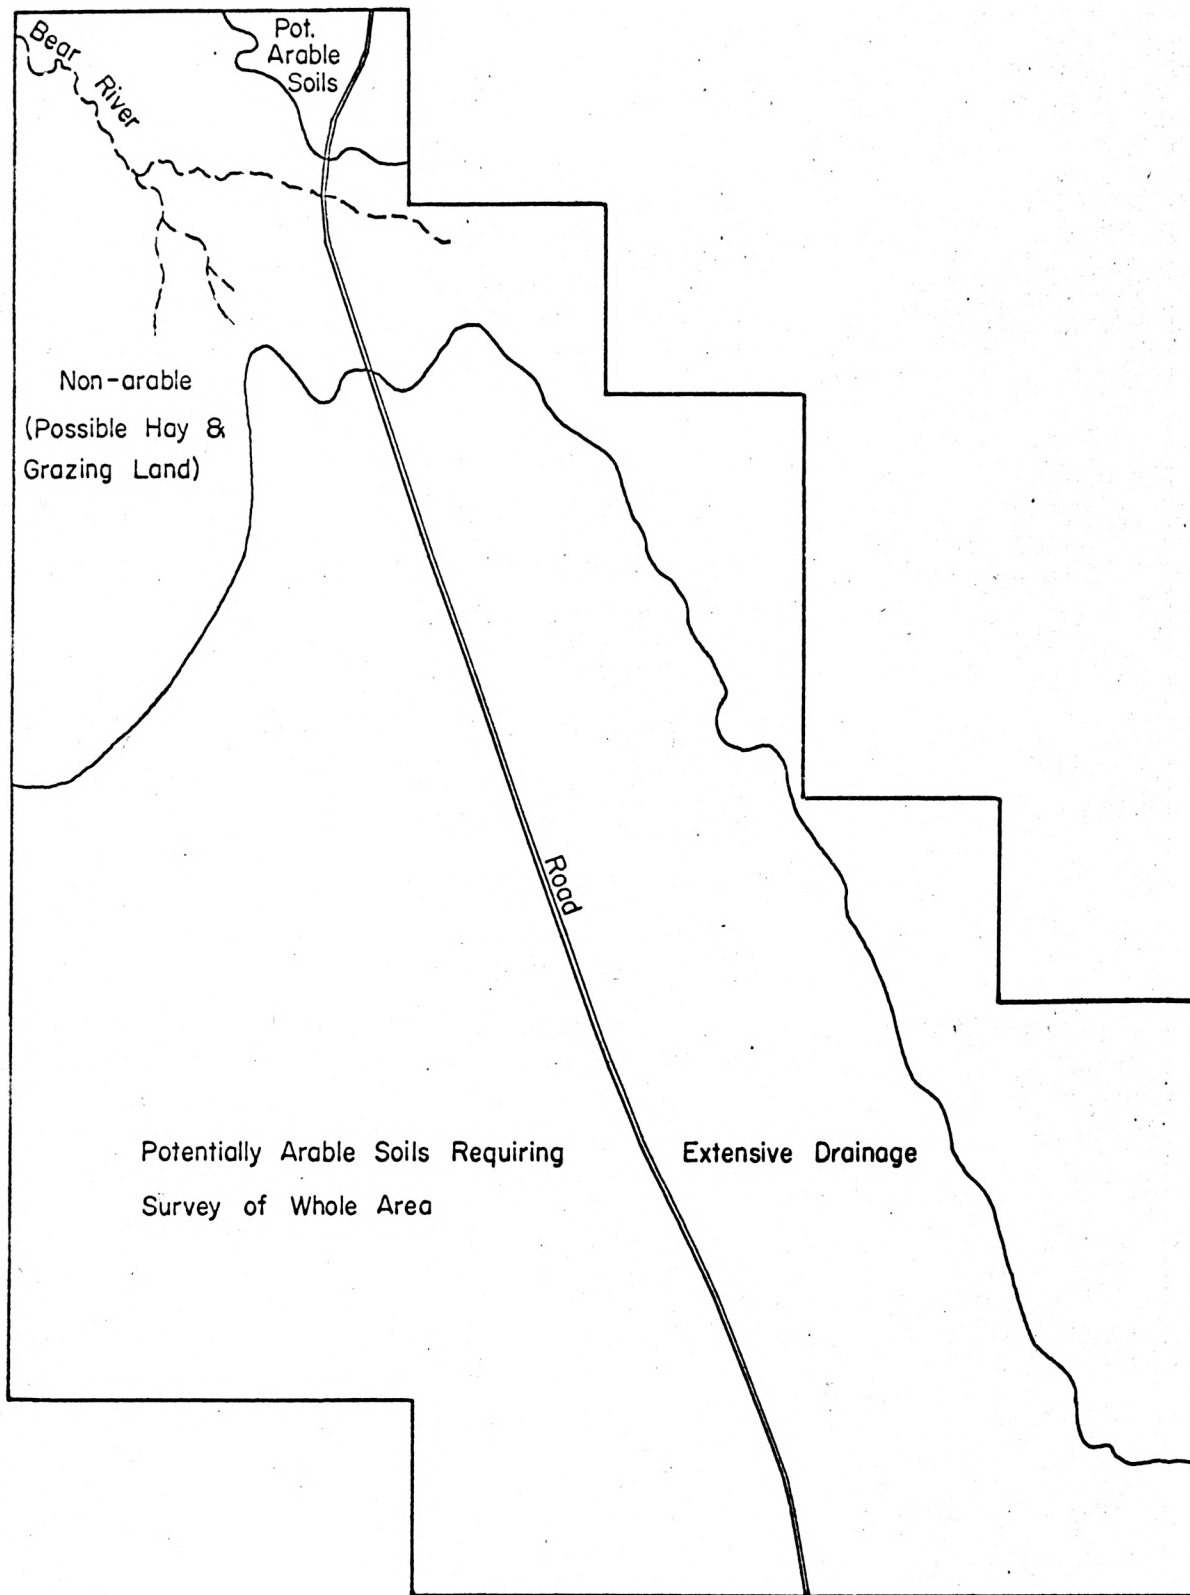 Bear River
Pot.
Arable
Soils
Non-arable
(Possible Hay &
Grazing Land)
Road
Potentially Arable Soils Requiring Extensive Drainage
Survey of Whole Area